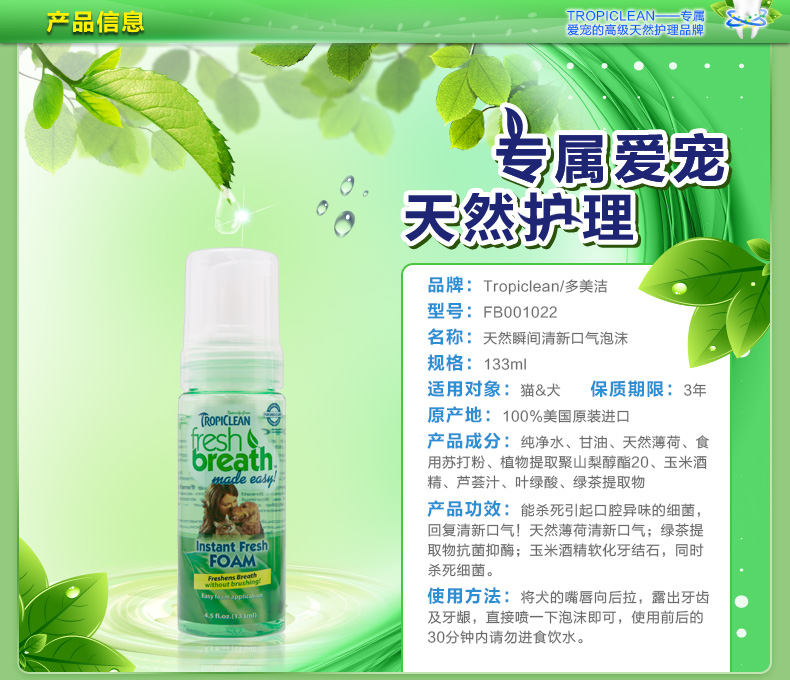 产品信息
TROPICLEAN——专属
爱宠的高级天然护理品牌
专属爱宠
天然护理
品牌：Tropiclean/多美洁
型号：FB001022
名称：天然瞬间清新口气泡沫
规格：133ml
适用对象：猫&犬 保质期限：3年
原产地：100%美国原装进口
产品成分：纯净水、甘油、天然薄荷、食
用苏打粉、植物提取聚山梨醇酯20、玉米酒
精、芦荟汁、叶绿酸、绿茶提取物
产品功效：能杀死引起口腔异味的细菌，
回复清新口气！天然薄荷清新口气；绿茶提
取物抗菌抑酶；玉米酒精软化牙结石，同时
杀死细菌。
使用方法：将犬的嘴唇向后拉，露出牙齿
及牙龈，直接喷一下泡沫即可，使用前后的
30分钟内请勿进食饮水。
TROPICLEAN
fresh
breath
made easy!
Instant Fresh
FOAM
Freshens Breath
without brushing!
Easy foam application
4.5 fl.oz.(133ml)